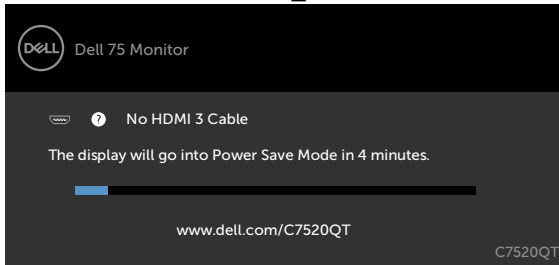 DELL Dell 75 Monitor
? No HDMI 3 Cable
The display will go into Power Save Mode in 4 minutes.
www.dell.com/C7520QT
C7520QT